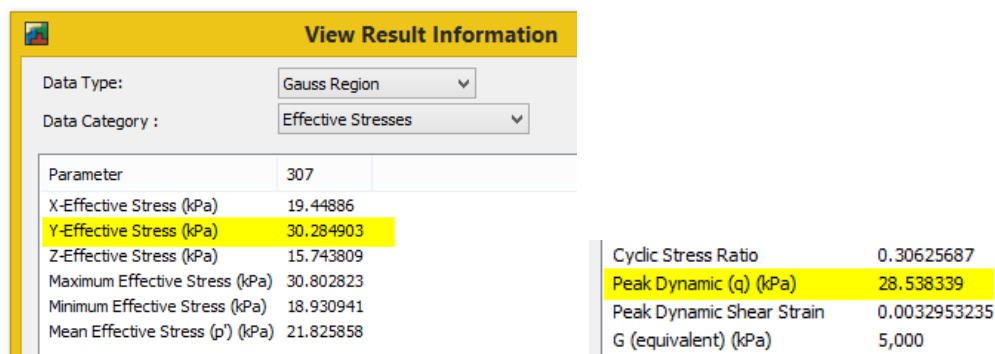 View Result Information
Data Type: Gauss Region
Data Category : Effective Stresses
Parameter 307
X-Effective Stress (kPa) 19.44886
Y-Effective Stress (kPa) 30.284903
Z-Effective Stress (kPa) 15.743809
Maximum Effective Stress (kPa) 30.802823
Minimum Effective Stress (kPa) 18.930941
Mean Effective Stress (p') (kPa) 21.825858
Cyclic Stress Ratio 0.30625687
Peak Dynamic (q) (kPa) 28.538339
Peak Dynamic Shear Strain 0.0032953235
G (equivalent) (kPa) 5,000